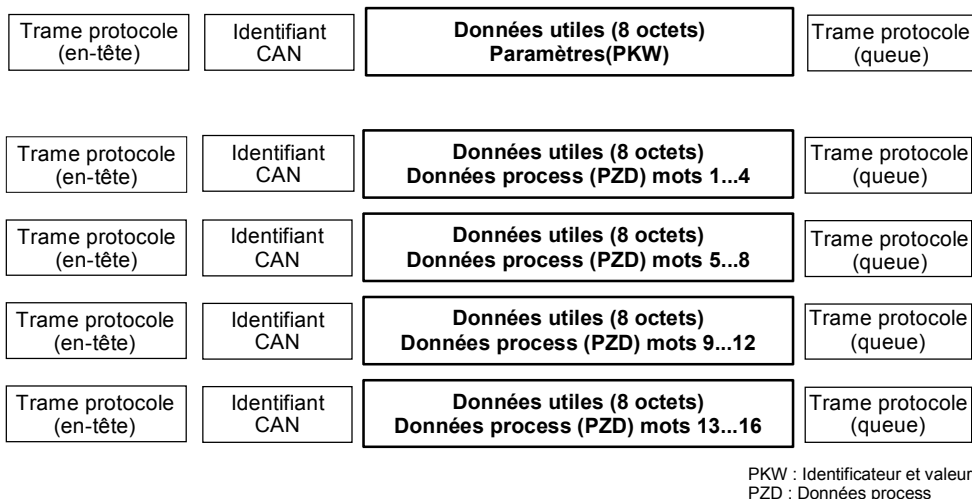 Trame protocole
(en-tête)
Identifiant
CAN
Données utiles (8 octets)
Paramètres(PKW)
Trame protocole
(queue)
Trame protocole
(en-tête)
Identifiant
CAN
Données utiles (8 octets)
Données process (PZD) mots 1...4
Trame protocole
(queue)
Trame protocole
(en-tête)
Identifiant
CAN
Données utiles (8 octets)
Données process (PZD) mots 5...8
Trame protocole
(queue)
Trame protocole
(en-tête)
Identifiant
CAN
Données utiles (8 octets)
Données process (PZD) mots 9...12
Trame protocole
(queue)
Trame protocole
(en-tête)
Identifiant
CAN
Données utiles (8 octets)
Données process (PZD) mots 13...16
Trame protocole
(queue)
PKW : Identificateur et valeur
PZD : Données process